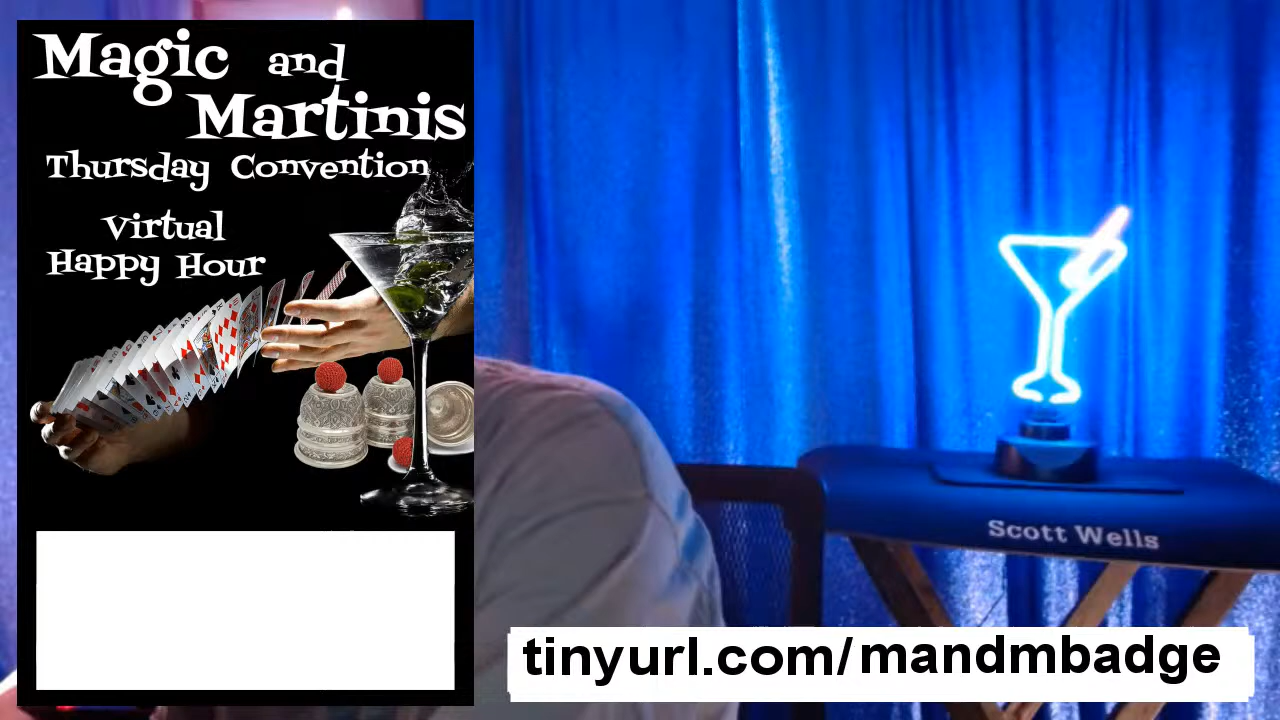 Magic and
Martinis
Thursday Convention
Virtual
Happy Hour
Scott Wells
tinyurl.com/mandmbadge